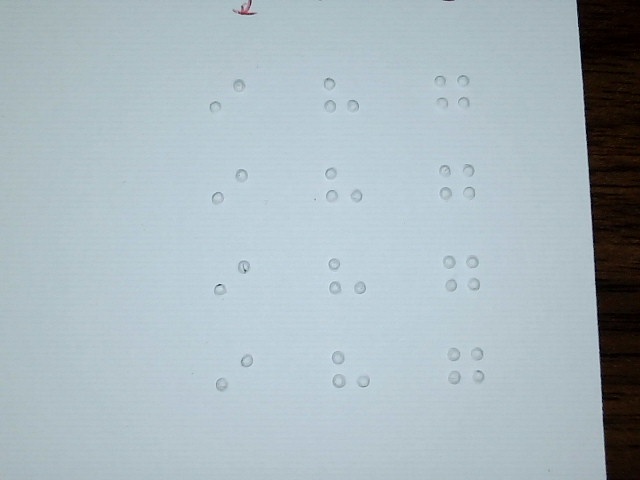 ⠊ ⠓ ⠛
⠊ ⠓ ⠛
⠊ ⠓ ⠛
⠊ ⠓ ⠛